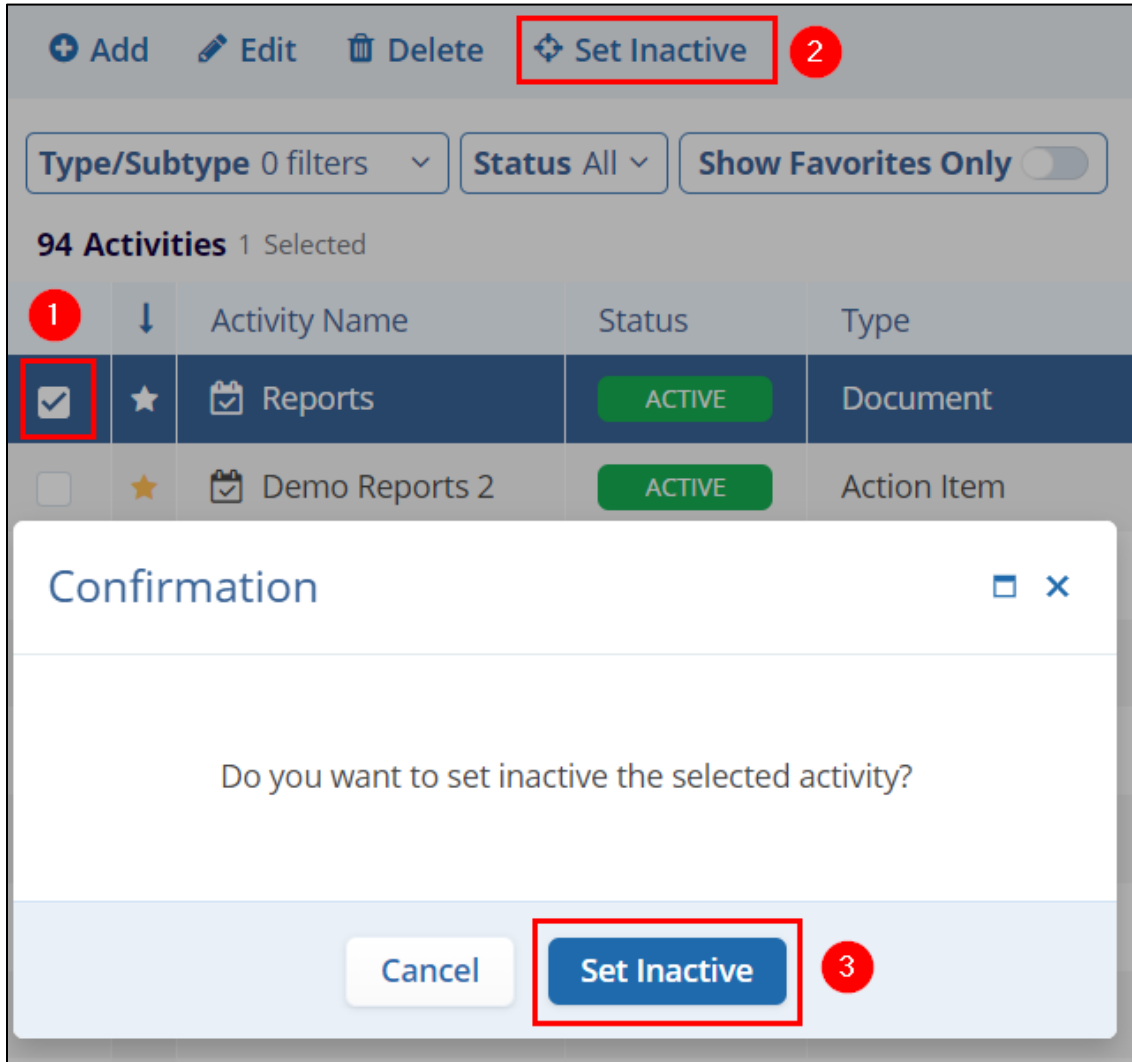 Add Edit Delete Set Inactive 2
Type/Subtype 0 filters Status All Show Favorites Only
94 Activities 1 Selected
1 Activity Name Status Type
Reports ACTIVE Document
Demo Reports 2 ACTIVE Action Item
Confirmation
Do you want to set inactive the selected activity?
Cancel Set Inactive 3